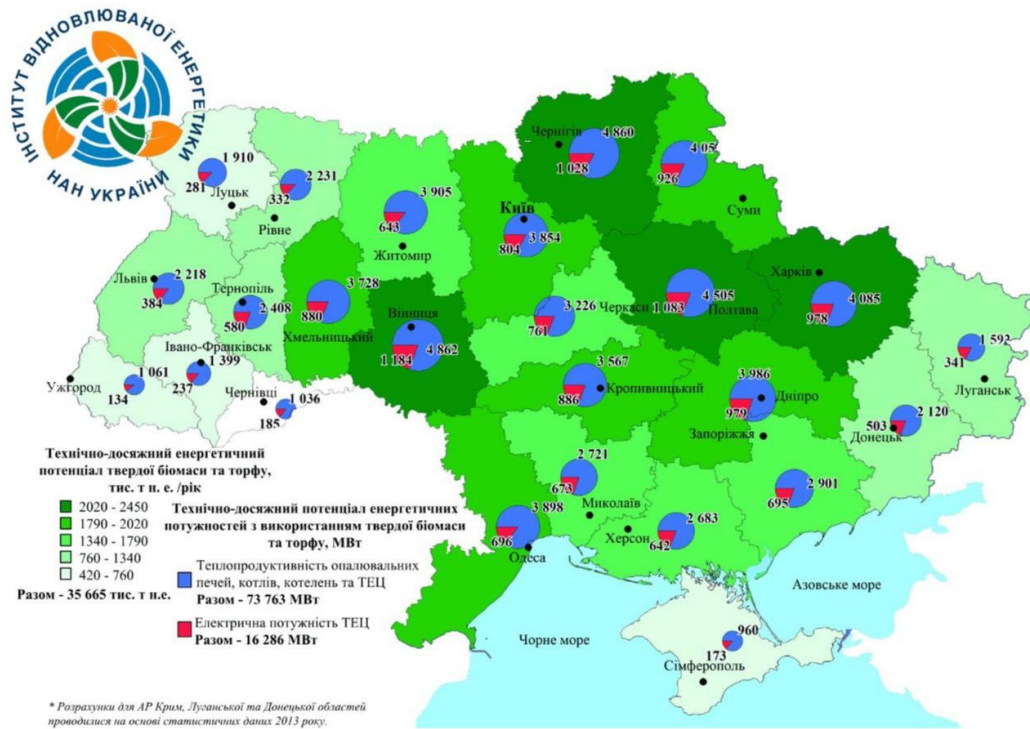 ІНСТИТУТ ВІДНОВЛЮВАНОЇ ЕНЕРГЕТИКИ
НАН УКРАЇНИ
Чернігів
4 860
1 028
4 05
926
Суми
1 910
281
Луцьк
2 231
332
Рівне
3 905
643
Житомир
Київ
3 854
804
Львів
2 218
384
Тернопіль
2 408
580
3 728
880
Хмельницький
Вінниця
4 862
1 184
3 226
761
Черкаси
4 505
1 083
Полтава
Харків
4 085
978
1 592
341
Луганськ
Ужгород
1 061
134
Івано-Франківськ
1 399
237
Чернівці
1 036
185
3 567
886
Кропивницький
3 986
979
Дніпро
Запоріжжя
2 120
503
Донецьк
2 721
673
Миколаїв
2 901
695
3 898
696
Одеса
Херсон
2 683
642
Азовське море
Чорне море
960
173
Сімферополь
Технічно-досяжний енергетичний
потенціал твердої біомаси та торфу,
тис. т н. е. /рік
2020 - 2450
1790 - 2020
1340 - 1790
760 - 1340
420 - 760
Разом - 35 665 тис. т н.е.
Технічно-досяжний потенціал енергетичних
потужностей з використанням твердої біомаси
та торфу, МВт
Теплопродуктивність опалювальних
печей, котлів, котелень та ТЕЦ
Разом - 73 763 МВт
Електрична потужність ТЕЦ
Разом - 16 286 МВт
* Розрахунки для АР Крим, Луганської та Донецької областей
проводилися на основі статистичних даних 2013 року.